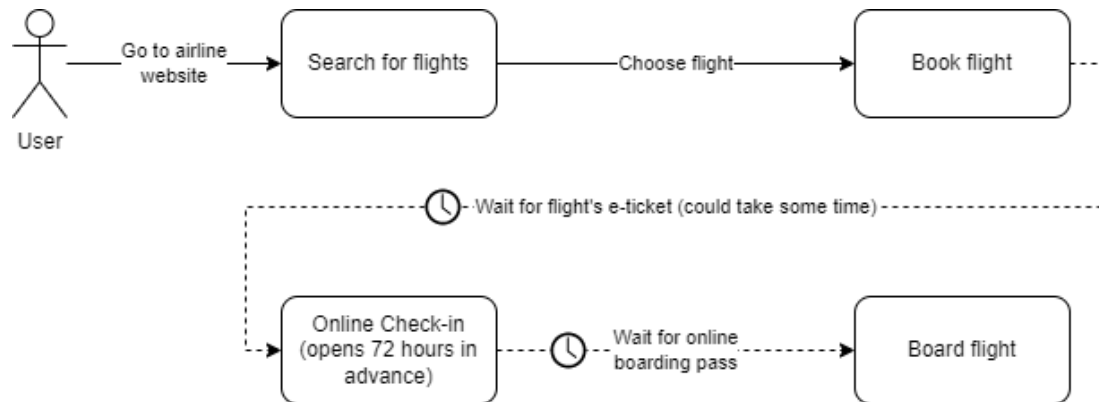 Go to airline
website
Search for flights
Choose flight
Book flight
User
Wait for flight's e-ticket (could take some time)
Online Check-in
(opens 72 hours in
advance)
Wait for online
boarding pass
Board flight